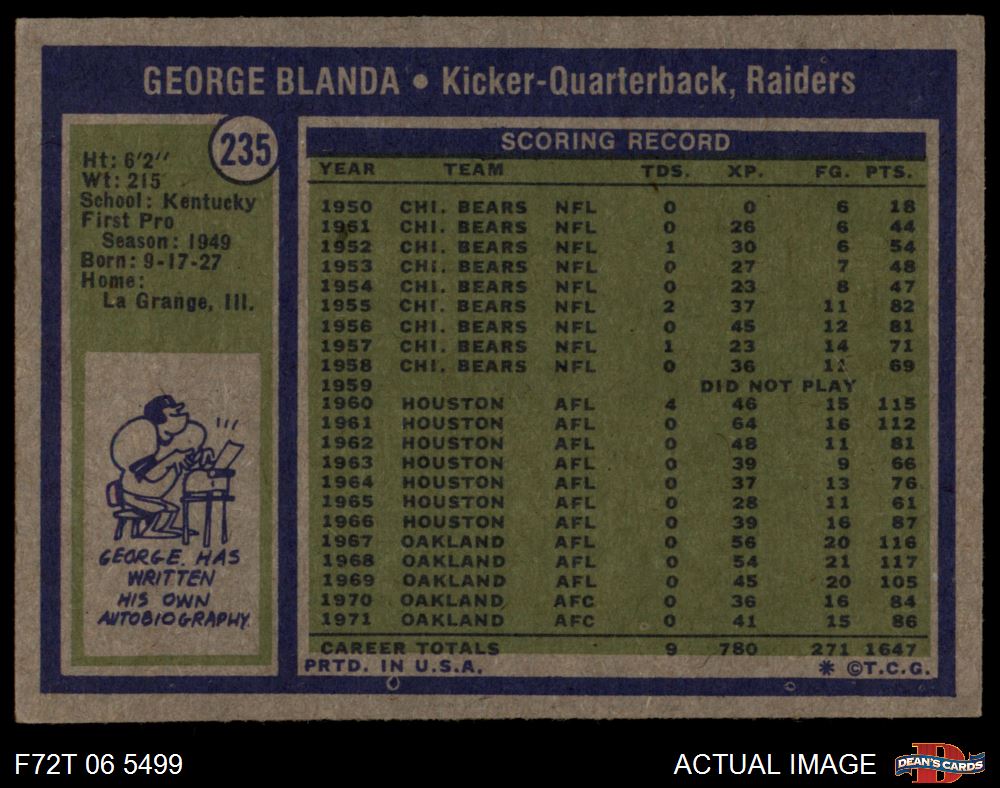 GEORGE BLANDA • Kicker-Quarterback, Raiders
235
Ht: 6'2''
Wt: 215
School: Kentucky
First Pro
Season: 1949
Born: 9-17-27
Home:
La Grange, Ill.
GEORGE HAS
WRITTEN
HIS OWN
AUTOBIOGRAPHY.
SCORING RECORD
YEAR TEAM TDS. XP. FG. PTS.
1950 CHI. BEARS NFL 0 0 6 18
1951 CHI. BEARS NFL 0 26 6 44
1952 CHI. BEARS NFL 1 30 6 54
1953 CHI. BEARS NFL 0 27 7 48
1954 CHI. BEARS NFL 0 23 8 47
1955 CHI. BEARS NFL 2 37 11 82
1956 CHI. BEARS NFL 0 45 12 81
1957 CHI. BEARS NFL 1 23 14 71
1958 CHI. BEARS NFL 0 36 11 69
1959 DID NOT PLAY
1960 HOUSTON AFL 4 46 15 115
1961 HOUSTON AFL 0 64 16 112
1962 HOUSTON AFL 0 48 11 81
1963 HOUSTON AFL 0 39 9 66
1964 HOUSTON AFL 0 37 13 76
1965 HOUSTON AFL 0 28 11 61
1966 HOUSTON AFL 0 39 16 87
1967 OAKLAND AFL 0 56 20 116
1968 OAKLAND AFL 0 54 21 117
1969 OAKLAND AFL 0 45 20 105
1970 OAKLAND AFC 0 36 16 84
1971 OAKLAND AFC 0 41 15 86
CAREER TOTALS 9 780 271 1647
PRTD. IN U.S.A. * ©T.C.G.
F72T 06 5499 ACTUAL IMAGE
D
DEAN'S CARDS